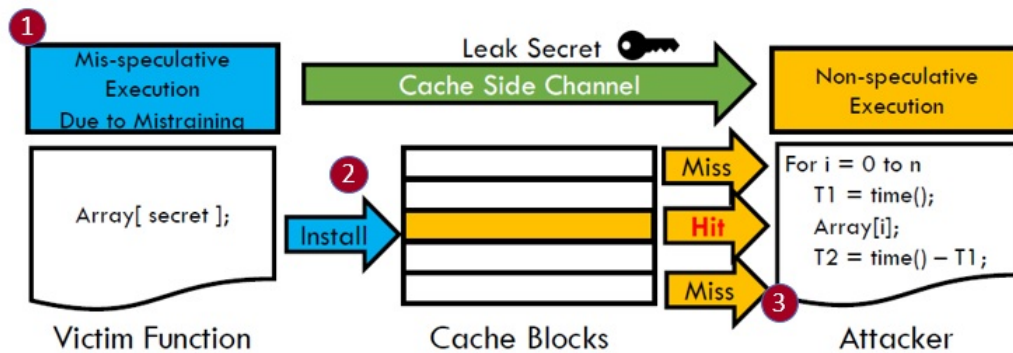 1
Mis-speculative
Execution
Due to Mistraining
Leak Secret
Cache Side Channel
Non-speculative
Execution
Array[ secret ];
2
Install
Miss
Hit
Miss
3
For i = 0 to n
T1 = time();
Array[i];
T2 = time() – T1;
Victim Function
Cache Blocks
Attacker